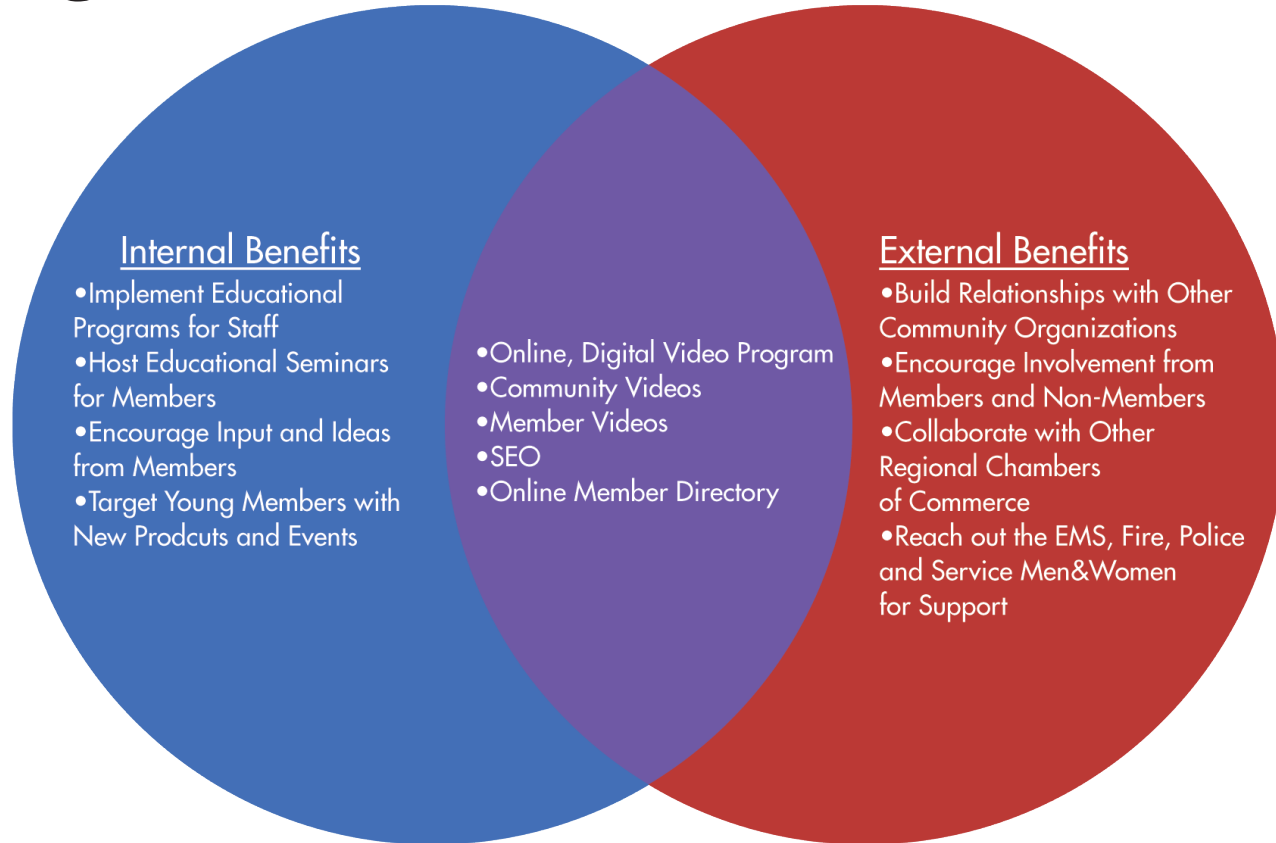 Internal Benefits
•Implement Educational
Programs for Staff
•Host Educational Seminars
for Members
•Encourage Input and Ideas
from Members
•Target Young Members with
New Prodcuts and Events
•Online, Digital Video Program
•Community Videos
•Member Videos
•SEO
•Online Member Directory
External Benefits
•Build Relationships with Other
Community Organizations
•Encourage Involvement from
Members and Non-Members
•Collaborate with Other
Regional Chambers
of Commerce
•Reach out the EMS, Fire, Police
and Service Men&Women
for Support